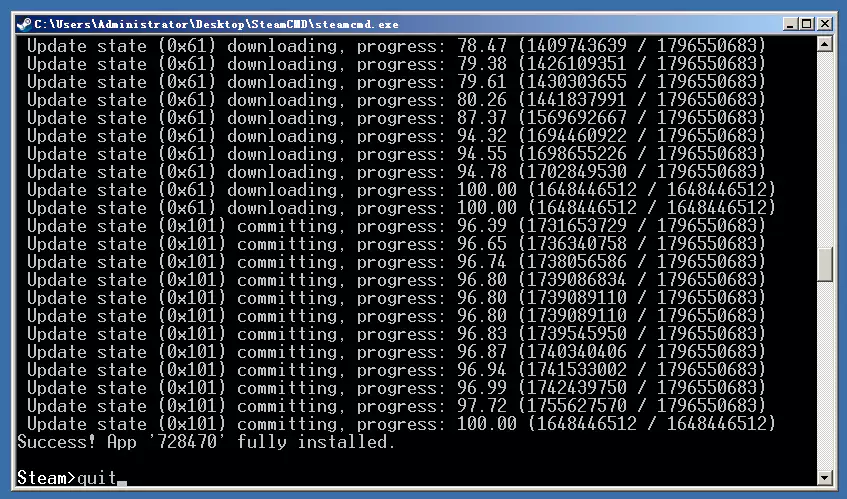 C:\Users\Administrator\Desktop\SteamCMD\steamcmd.exe
Update state (0x61) downloading, progress: 78.47 (1409743639 / 1796550683)
Update state (0x61) downloading, progress: 79.38 (1426109351 / 1796550683)
Update state (0x61) downloading, progress: 79.61 (1430303655 / 1796550683)
Update state (0x61) downloading, progress: 80.26 (1441837991 / 1796550683)
Update state (0x61) downloading, progress: 87.37 (1569692667 / 1796550683)
Update state (0x61) downloading, progress: 94.32 (1694460922 / 1796550683)
Update state (0x61) downloading, progress: 94.55 (1698655226 / 1796550683)
Update state (0x61) downloading, progress: 94.78 (1702849530 / 1796550683)
Update state (0x61) downloading, progress: 100.00 (1648446512 / 1648446512)
Update state (0x61) downloading, progress: 100.00 (1648446512 / 1648446512)
Update state (0x101) committing, progress: 96.39 (1731653729 / 1796550683)
Update state (0x101) committing, progress: 96.65 (1736340758 / 1796550683)
Update state (0x101) committing, progress: 96.74 (1738056586 / 1796550683)
Update state (0x101) committing, progress: 96.80 (1739086834 / 1796550683)
Update state (0x101) committing, progress: 96.80 (1739089110 / 1796550683)
Update state (0x101) committing, progress: 96.80 (1739089110 / 1796550683)
Update state (0x101) committing, progress: 96.83 (1739545950 / 1796550683)
Update state (0x101) committing, progress: 96.87 (1740340406 / 1796550683)
Update state (0x101) committing, progress: 96.94 (1741533002 / 1796550683)
Update state (0x101) committing, progress: 96.99 (1742439750 / 1796550683)
Update state (0x101) committing, progress: 97.72 (1755627570 / 1796550683)
Update state (0x101) committing, progress: 100.00 (1648446512 / 1648446512)
Success! App '728470' fully installed.
Steam>quit_